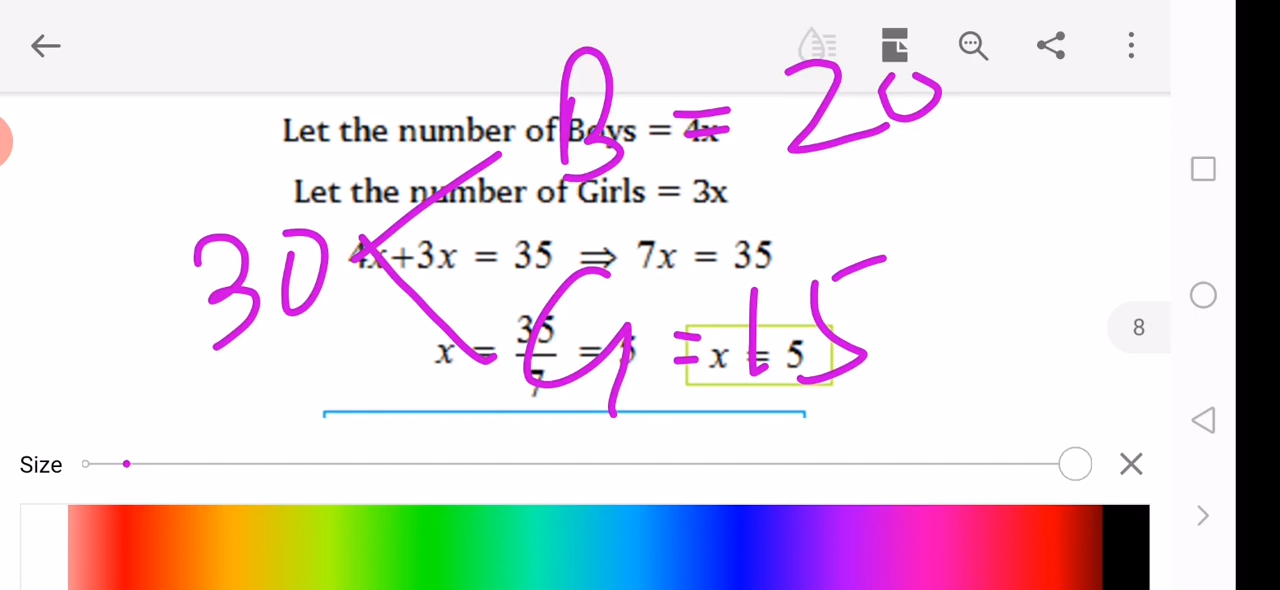 Let the number of Boys = 4x
B = 20
Let the number of Girls = 3x
30
4x+3x = 35 ⇒ 7x = 35
x = 35/7 = 5 x = 5
G = 15
8
Size